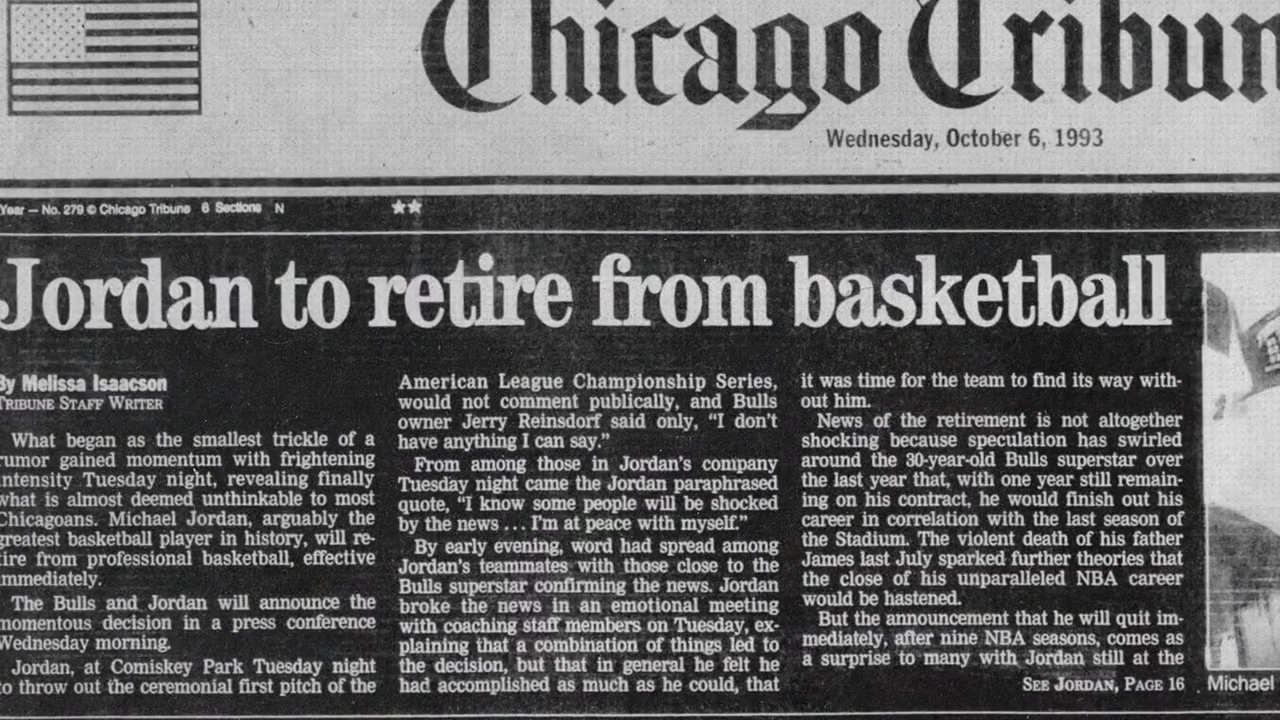 Chicago Tribun
Wednesday, October 6, 1993
Year — No. 279 © Chicago Tribune 6 Sections N
Jordan to retire from basketball
By Melissa Isaacson
TRIBUNE STAFF WRITER
What began as the smallest trickle of a
rumor gained momentum with frightening
intensity Tuesday night, revealing finally
what is almost deemed unthinkable to most
Chicagoans. Michael Jordan, arguably the
greatest basketball player in history, will re-
tire from professional basketball, effective
immediately.
The Bulls and Jordan will announce the
momentous decision in a press conference
Wednesday morning.
Jordan, at Comiskey Park Tuesday night
to throw out the ceremonial first pitch of the
American League Championship Series,
would not comment publically, and Bulls
owner Jerry Reinsdorf said only, “I don’t
have anything I can say.”
From among those in Jordan’s company
Tuesday night came the Jordan paraphrased
quote, “I know some people will be shocked
by the news . . . I’m at peace with myself.”
By early evening, word had spread among
Jordan’s teammates with those close to the
Bulls superstar confirming the news. Jordan
broke the news in an emotional meeting
with coaching staff members on Tuesday, ex-
plaining that a combination of things led to
the decision, but that in general he felt he
had accomplished as much as he could, that
it was time for the team to find its way with-
out him.
News of the retirement is not altogether
shocking because speculation has swirled
around the 30-year-old Bulls superstar over
the last year that, with one year still remain-
ing on his contract, he would finish out his
career in correlation with the last season of
the Stadium. The violent death of his father
James last July sparked further theories that
the close of his unparalleled NBA career
would be hastened.
But the announcement that he will quit im-
mediately, after nine NBA seasons, comes as
a surprise to many with Jordan still at the
SEE JORDAN, PAGE 16
Michael